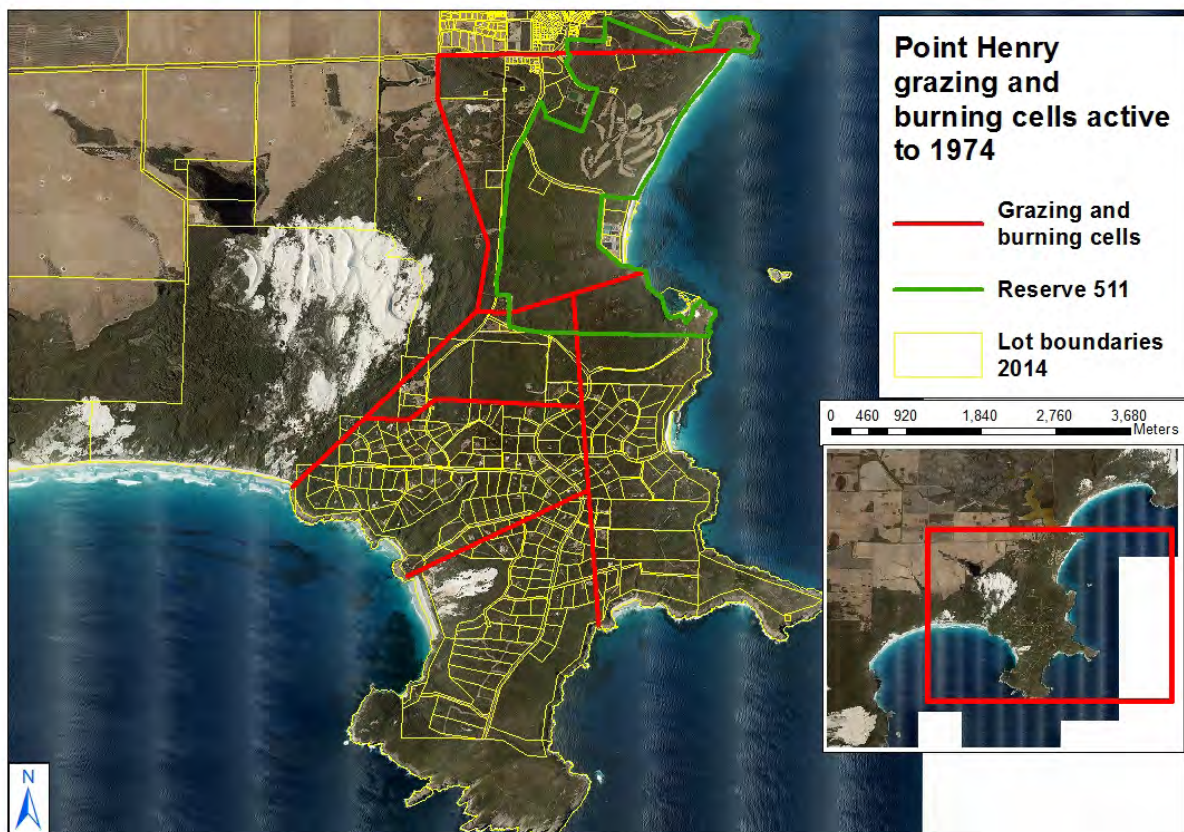 Point Henry
grazing and
burning cells active
to 1974
Grazing and
burning cells
Reserve 511
Lot boundaries
2014
0 460 920 1,840 2,760 3,680
Meters
N